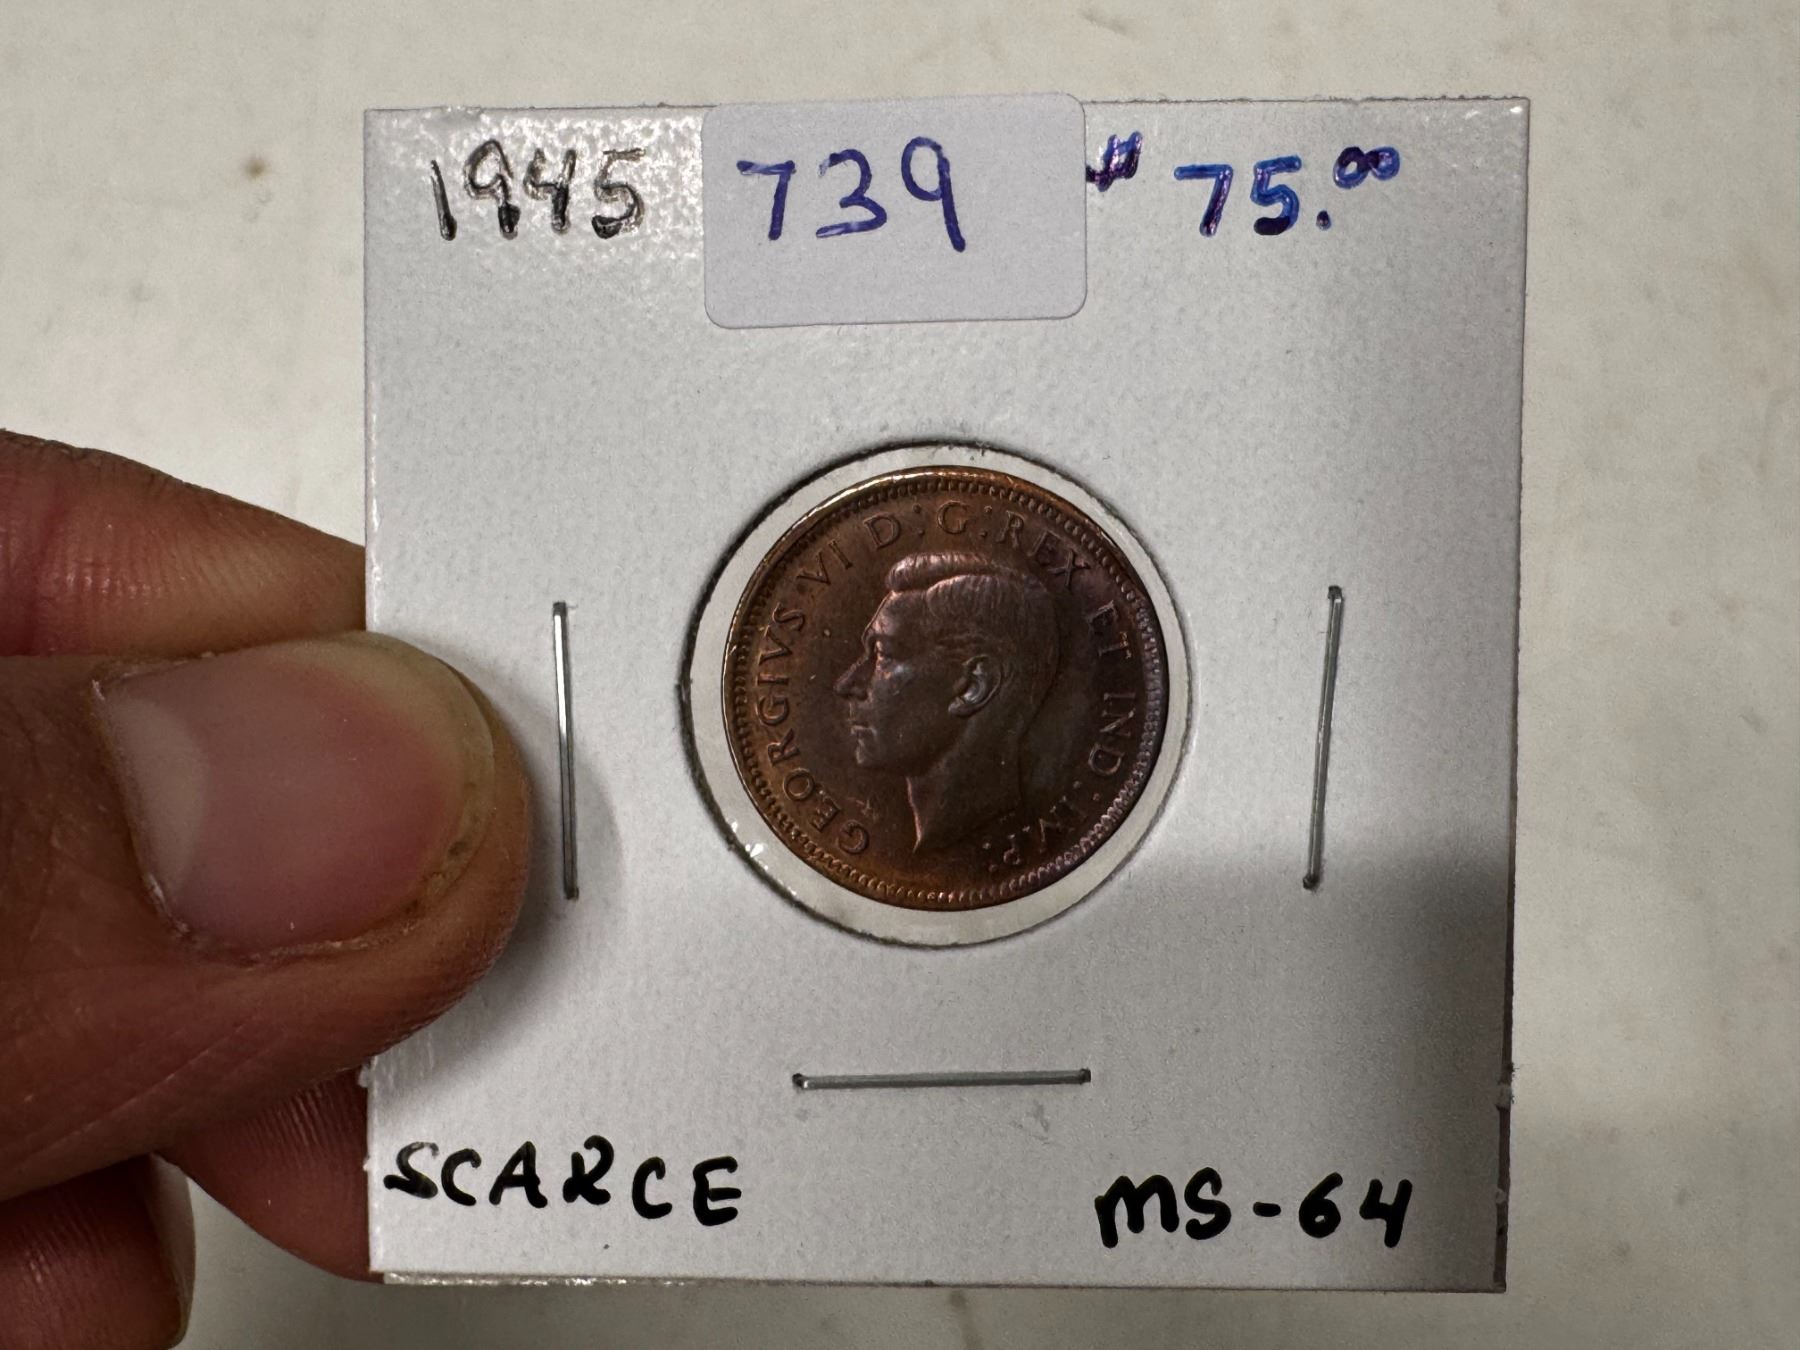 1945 739 $75.00
GEORGIVS VI D:G:REX ET IND:IMP:
SCARCE MS-64